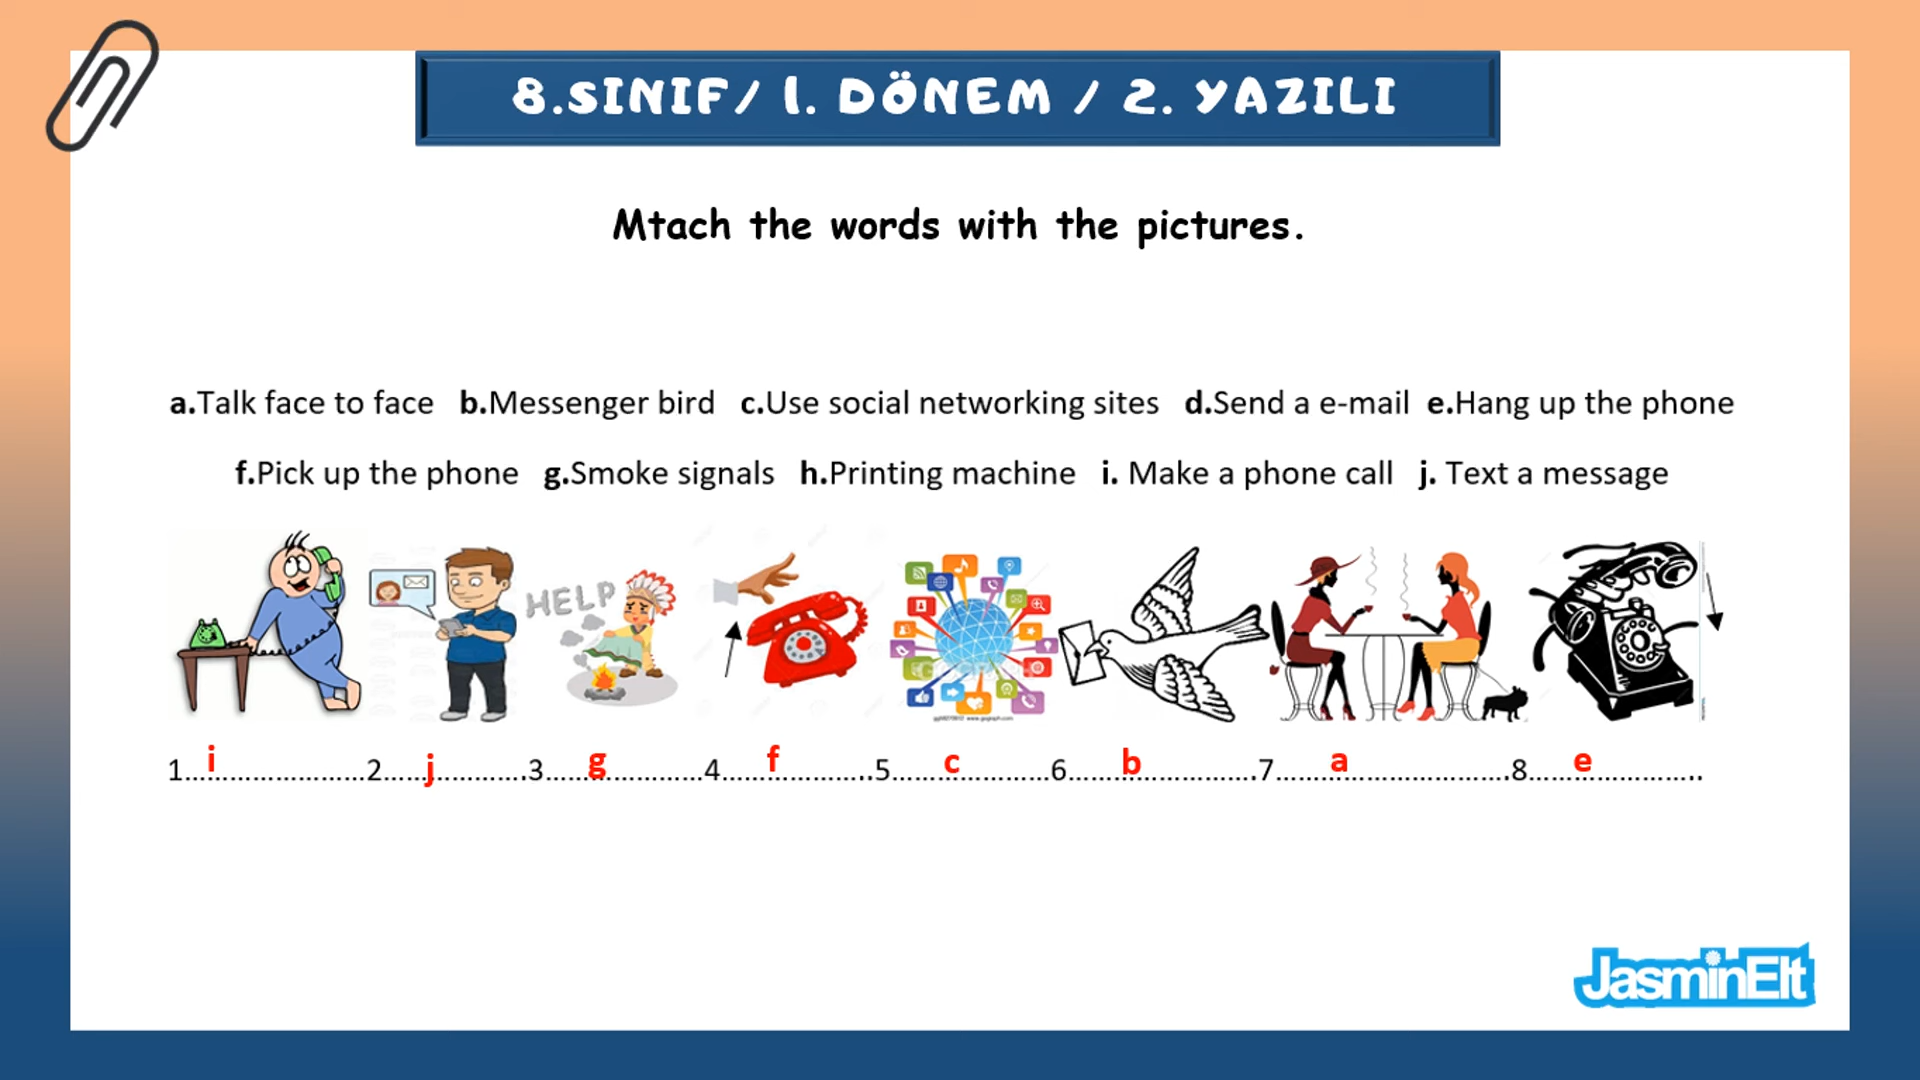 8.SINIF/ 1. DÖNEM / 2. YAZILI
Mtach the words with the pictures.
a.Talk face to face b.Messenger bird c.Use social networking sites d.Send a e-mail e.Hang up the phone
f.Pick up the phone g.Smoke signals h.Printing machine i. Make a phone call j. Text a message
HELP
1....i....................2.....j............3......g..............4......f............5......c............6......b..................7......a............................8......e................
JasminElt